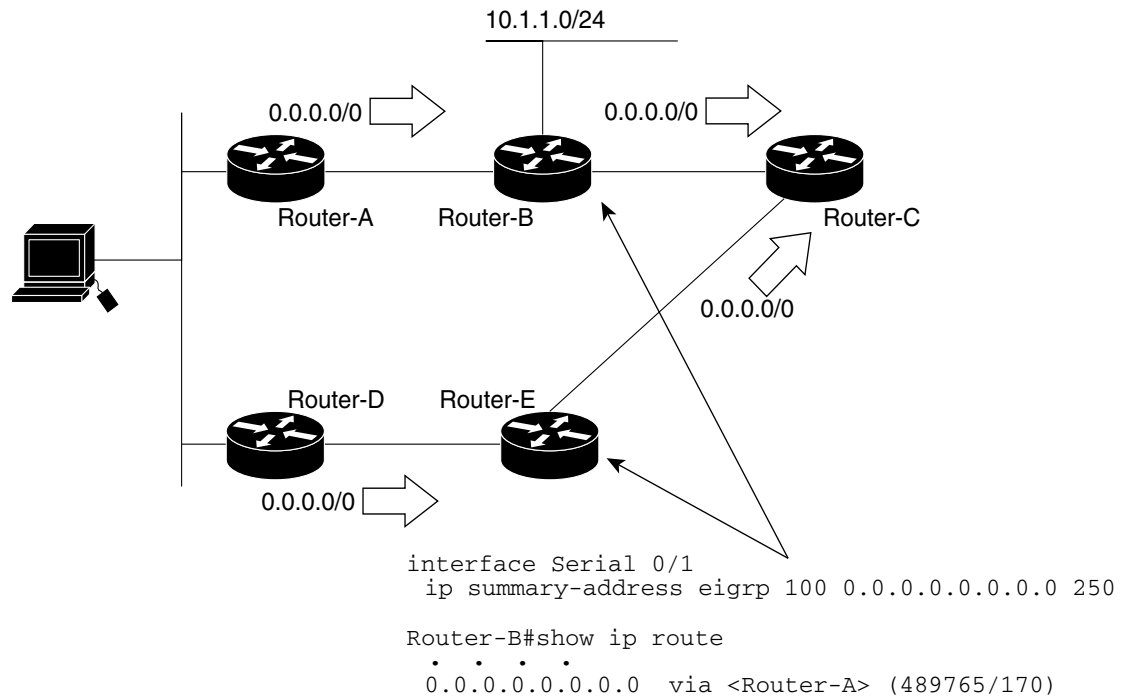 10.1.1.0/24
0.0.0.0/0
0.0.0.0/0
Router-A
Router-B
Router-C
0.0.0.0/0
Router-D
Router-E
0.0.0.0/0
interface Serial 0/1
ip summary-address eigrp 100 0.0.0.0.0.0.0.0 250
Router-B#show ip route
. . . .
0.0.0.0.0.0.0.0 via <Router-A> (489765/170)